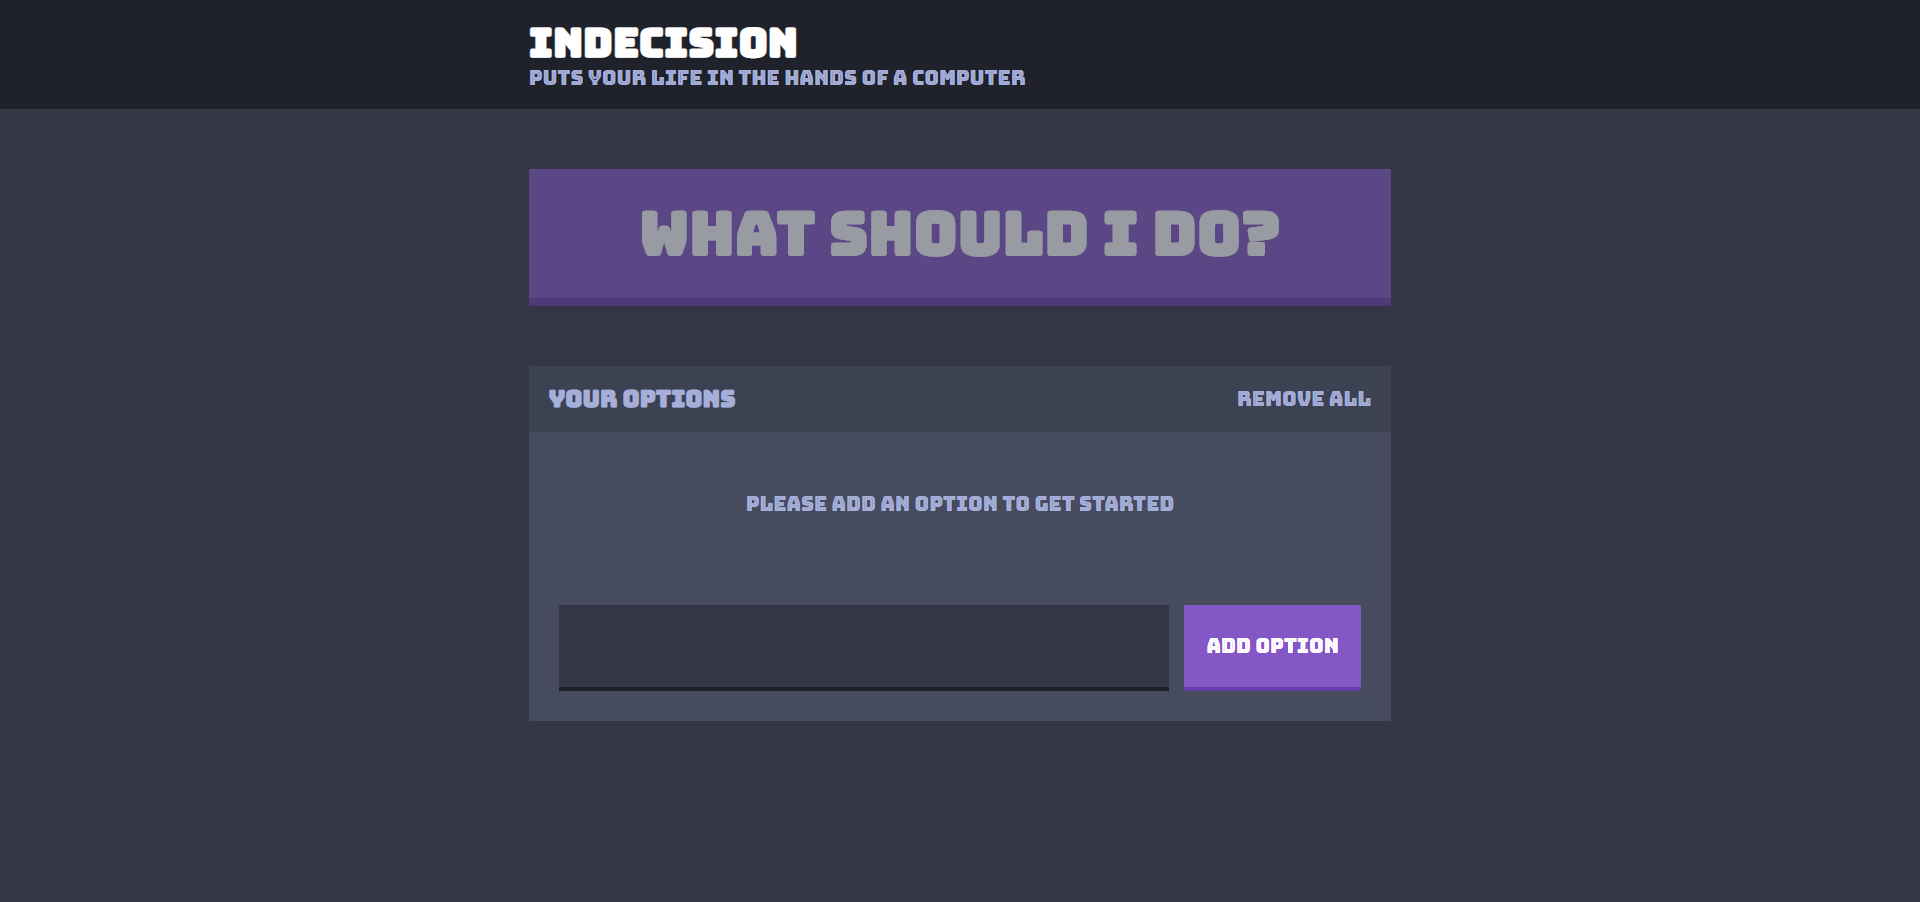 INDECISION
PUTS YOUR LIFE IN THE HANDS OF A COMPUTER
WHAT SHOULD I DO?
YOUR OPTIONS
REMOVE ALL
PLEASE ADD AN OPTION TO GET STARTED
ADD OPTION